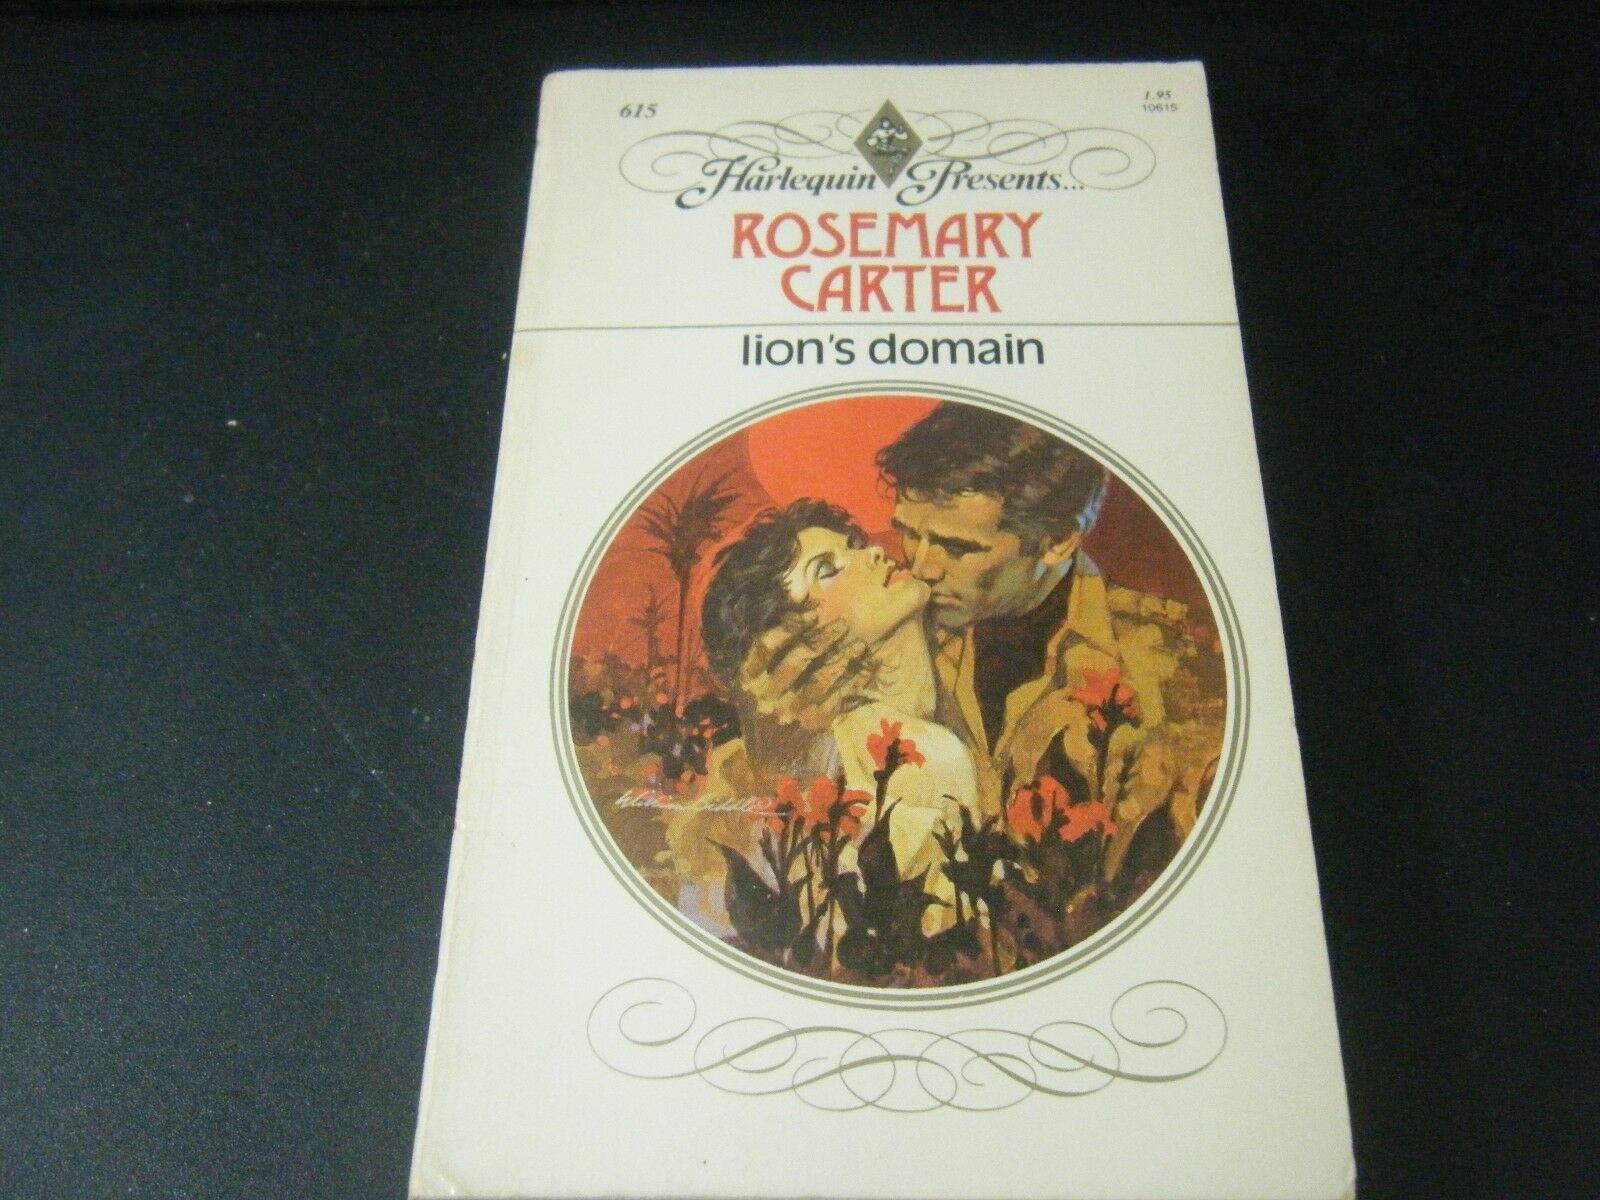 615
1.95
10615
Harlequin Presents...
ROSEMARY
CARTER
lion's domain